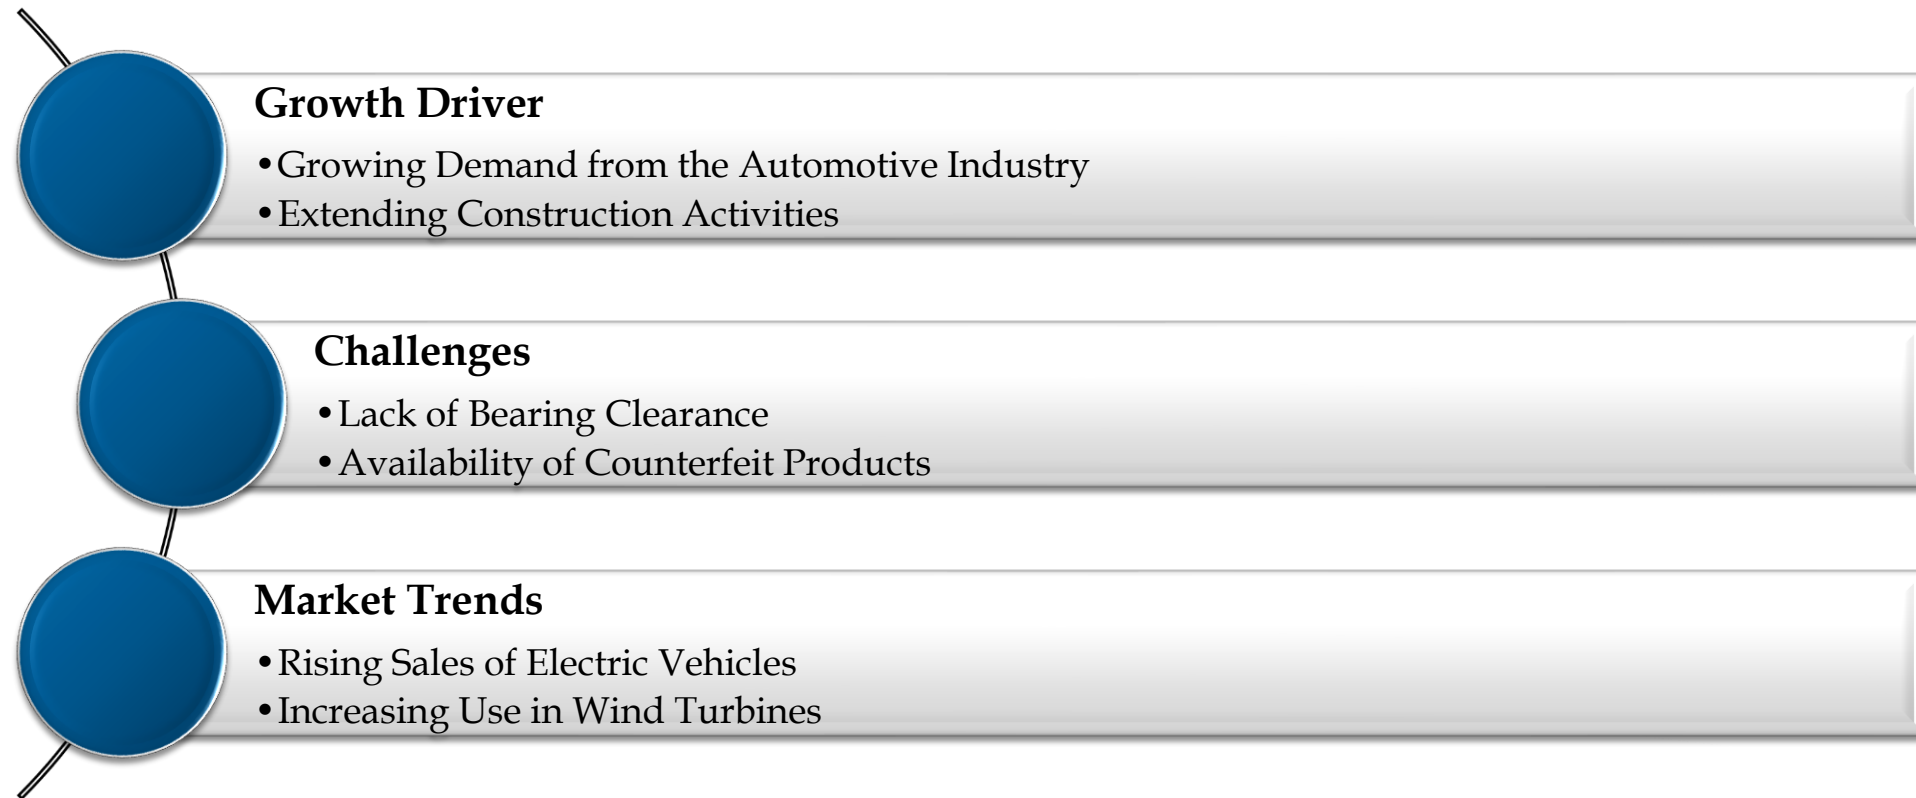 Growth Driver
•Growing Demand from the Automotive Industry
•Extending Construction Activities
Challenges
•Lack of Bearing Clearance
•Availability of Counterfeit Products
Market Trends
•Rising Sales of Electric Vehicles
•Increasing Use in Wind Turbines